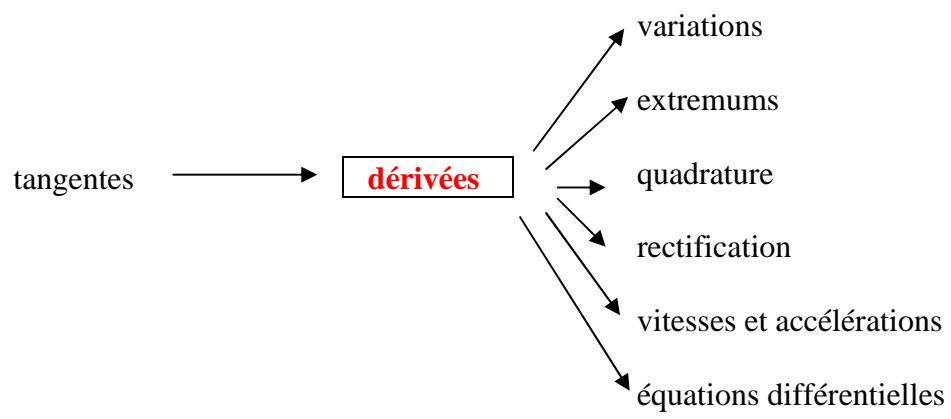 variations
extremums
tangentes
dérivées
quadrature
rectification
vitesses et accélérations
équations différentielles